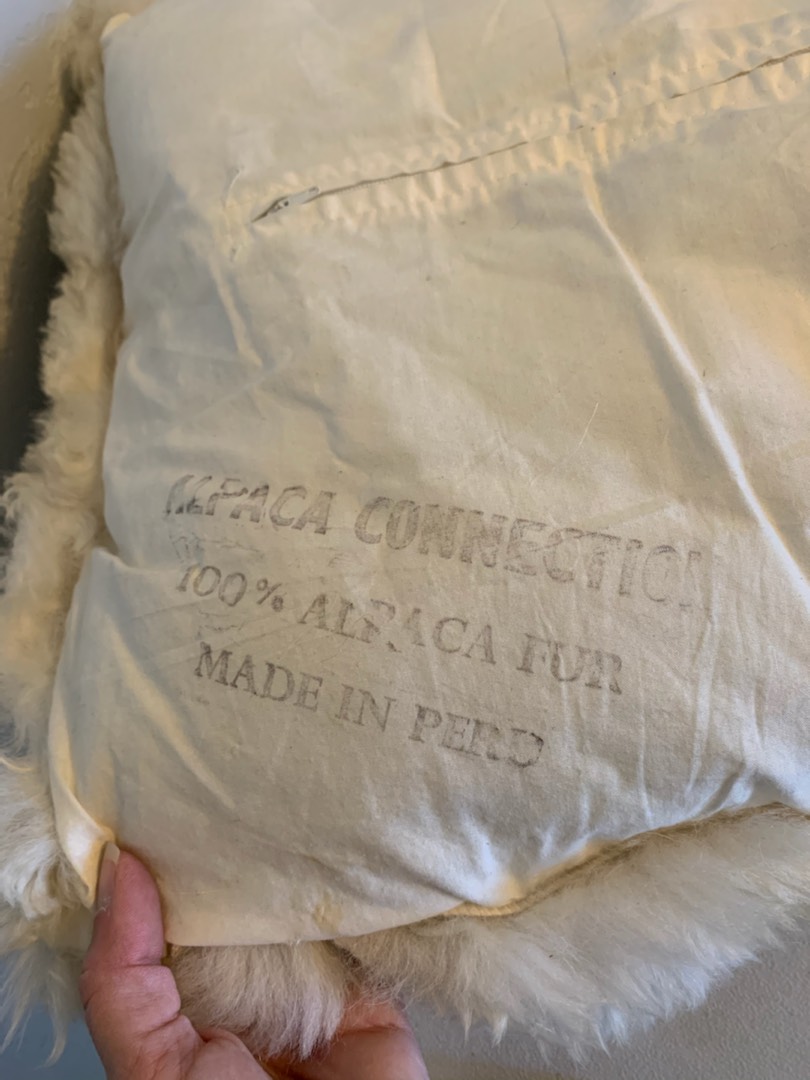 ALPACA CONNECTION
100% ALPACA FUR
MADE IN PERU